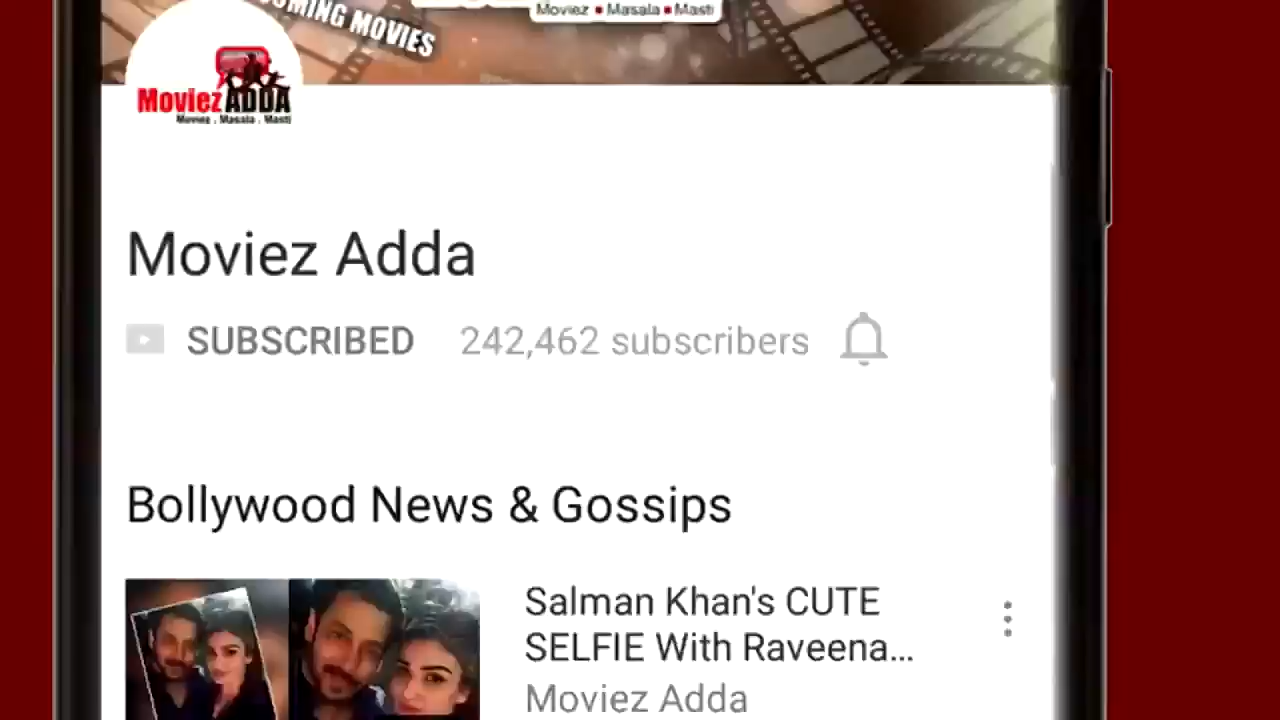 OMING MOVIES
Moviez • Masala • Masti
Moviez ADDA
Moviez . Masala . Masti
Moviez Adda
SUBSCRIBED 242,462 subscribers
Bollywood News & Gossips
Salman Khan's CUTE
SELFIE With Raveena...
Moviez Adda